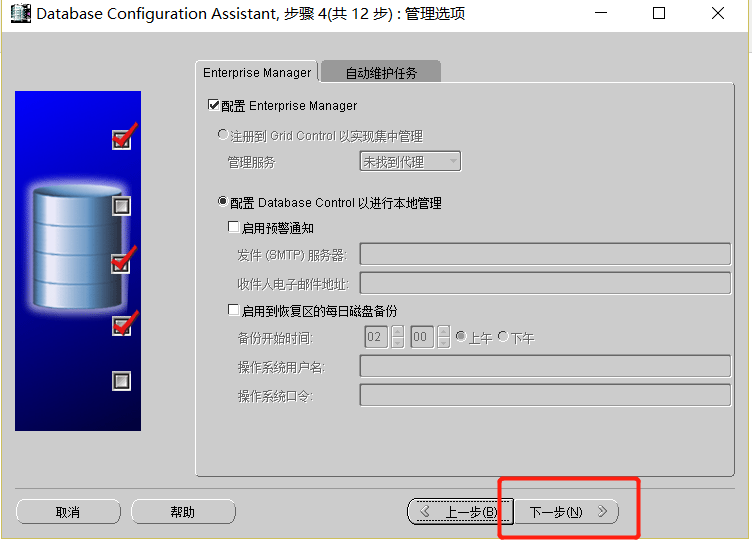 Database Configuration Assistant, 步骤 4(共 12 步) : 管理选项
Enterprise Manager
自动维护任务
配置 Enterprise Manager
注册到 Grid Control 以实现集中管理
管理服务
未找到代理
配置 Database Control 以进行本地管理
启用预警通知
发件 (SMTP) 服务器:
收件人电子邮件地址:
启用到恢复区的每日磁盘备份
备份开始时间:
02
00
上午
下午
操作系统用户名:
操作系统口令:
取消
帮助
上一步(B)
下一步(N)